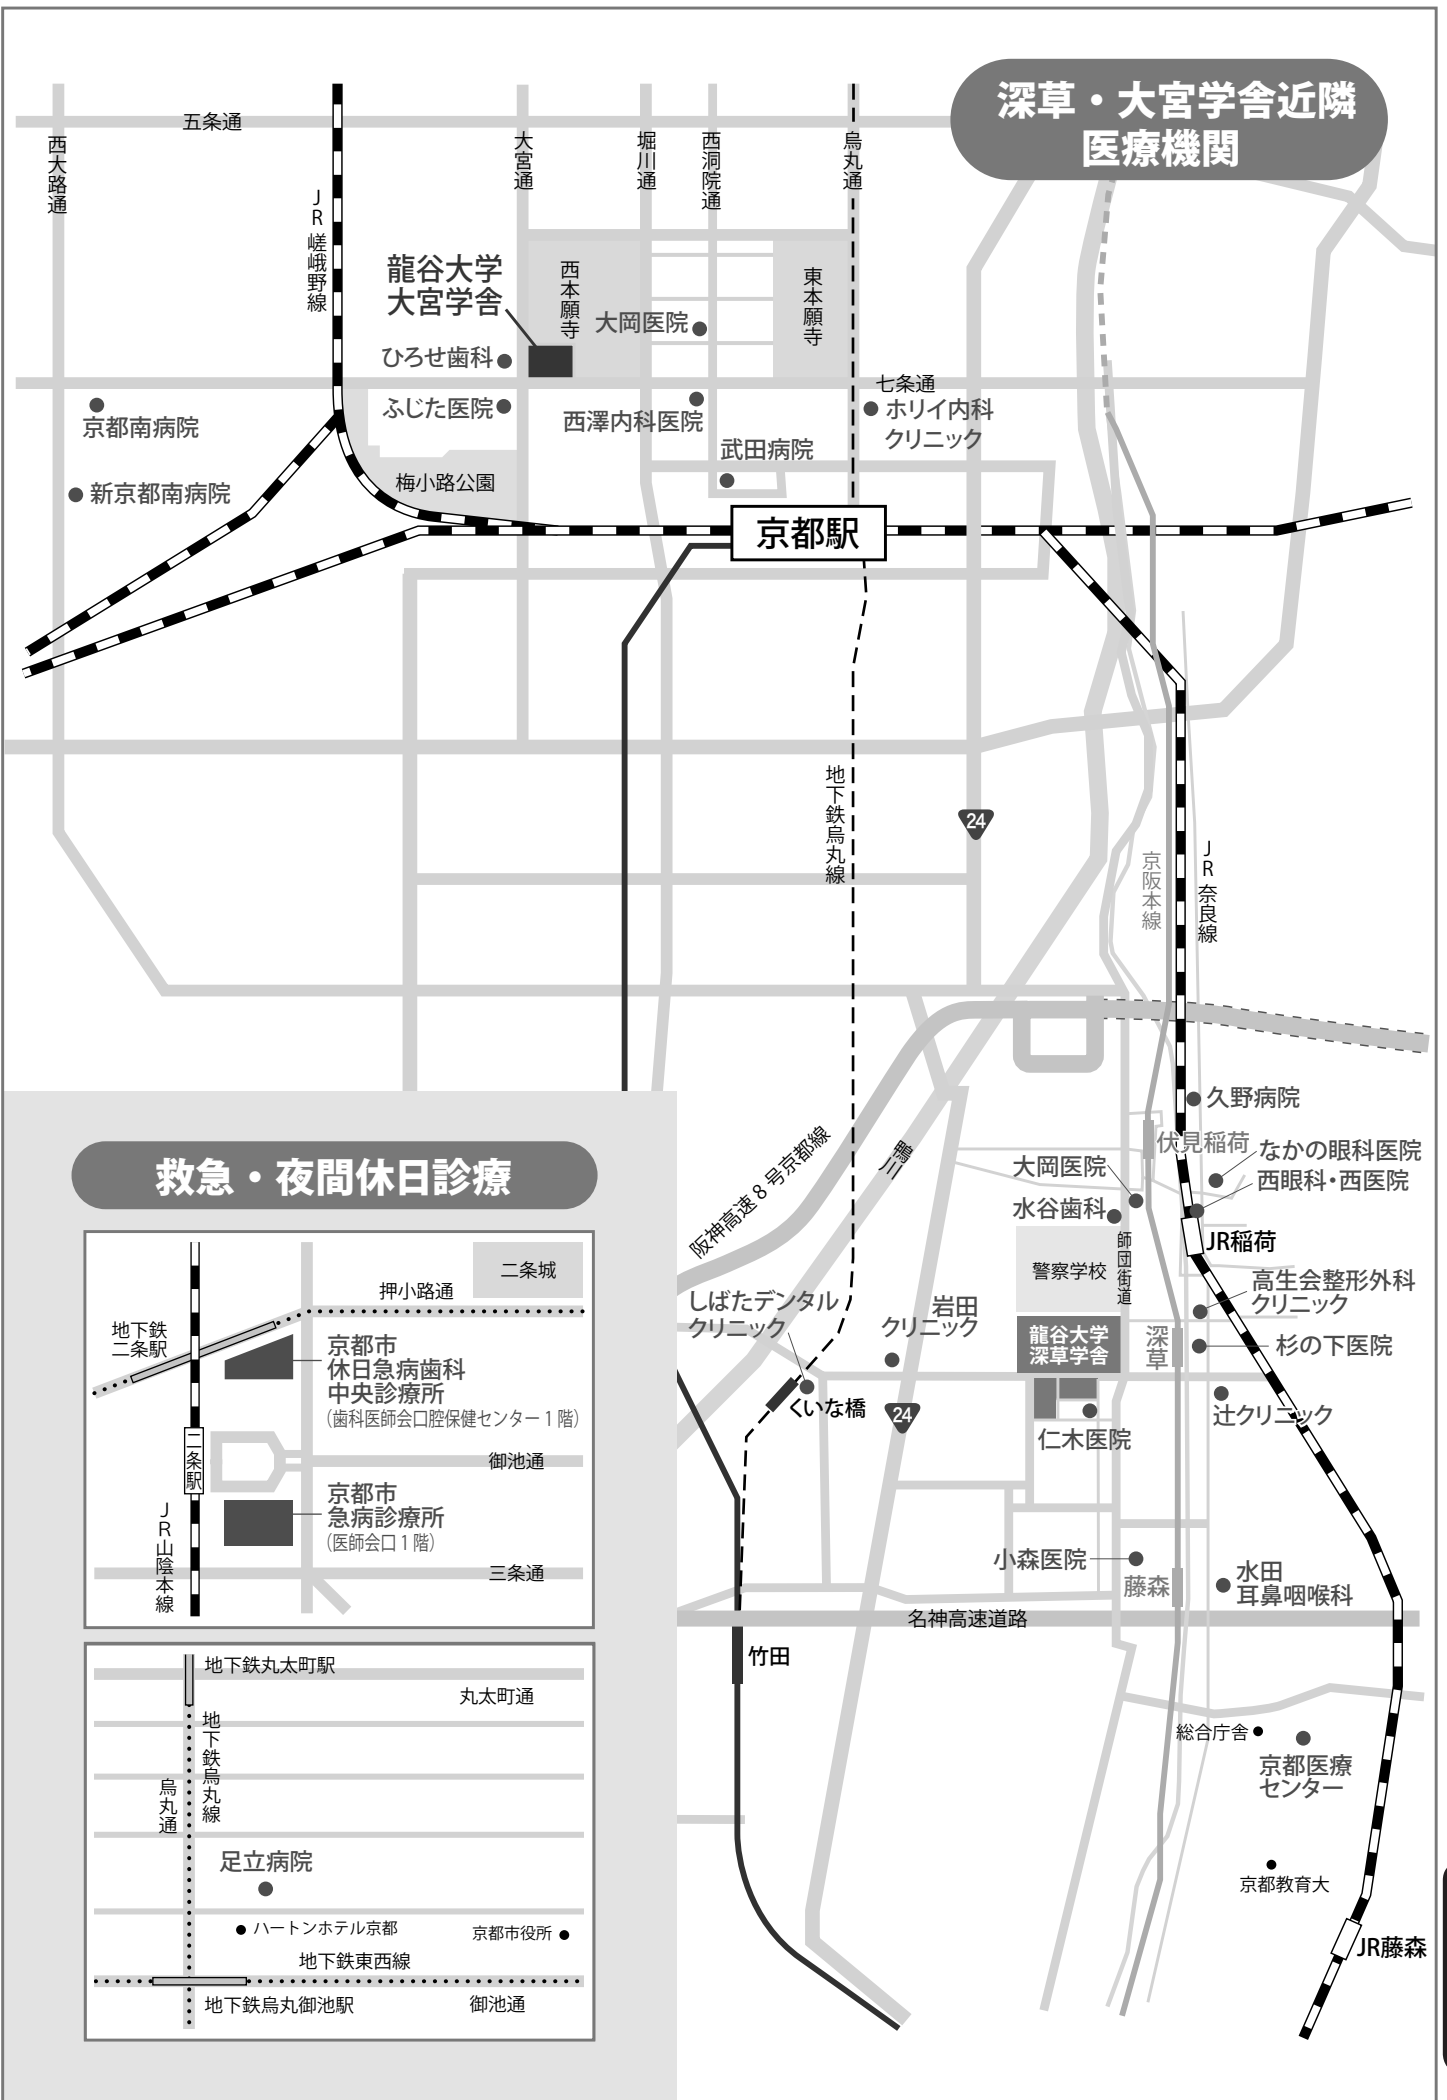 深草・大宮学舎近隣
医療機関
五条通
西大路通
JR嵯峨野線
大宮通
堀川通
西洞院通
烏丸通
龍谷大学
大宮学舎
西本願寺
東本願寺
大岡医院
ひろせ歯科
七条通
京都南病院
ふじた医院
西澤内科医院
ホリイ内科
クリニック
武田病院
新京都南病院
梅小路公園
京都駅
地下鉄烏丸線
24
京阪本線
JR奈良線
久野病院
伏見稲荷
なかの眼科医院
西眼科・西医院
大岡医院
水谷歯科
阪神高速8号京都線
鴨川
師団街道
JR稲荷
警察学校
高生会整形外科
クリニック
しばたデンタル
クリニック
岩田
クリニック
龍谷大学
深草学舎
深草
杉の下医院
くいな橋
24
仁木医院
辻クリニック
小森医院
藤森
水田
耳鼻咽喉科
名神高速道路
竹田
総合庁舎
京都医療
センター
京都教育大
JR藤森
救急・夜間休日診療
二条城
押小路通
地下鉄
二条駅
京都市
休日急病歯科
中央診療所
(歯科医師会口腔保健センター1階)
二条駅
御池通
京都市
急病診療所
(医師会口1階)
JR山陰本線
三条通
地下鉄丸太町駅
丸太町通
地下鉄烏丸線
烏丸通
足立病院
ハートンホテル京都
京都市役所
地下鉄東西線
地下鉄烏丸御池駅
御池通